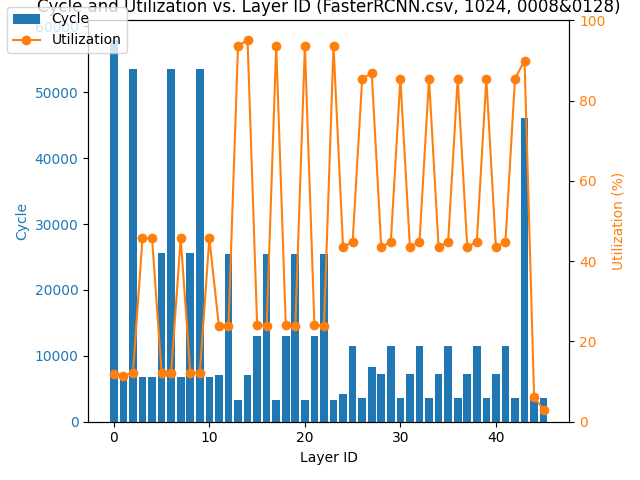 Cycle and Utilization vs. Layer ID (FasterRCNN.csv, 1024, 0008&0128)
Cycle
Utilization
60000
50000
40000
30000
20000
10000
0
Cycle
100
80
60
40
20
0
Utilization (%)
0 10 20 30 40
Layer ID